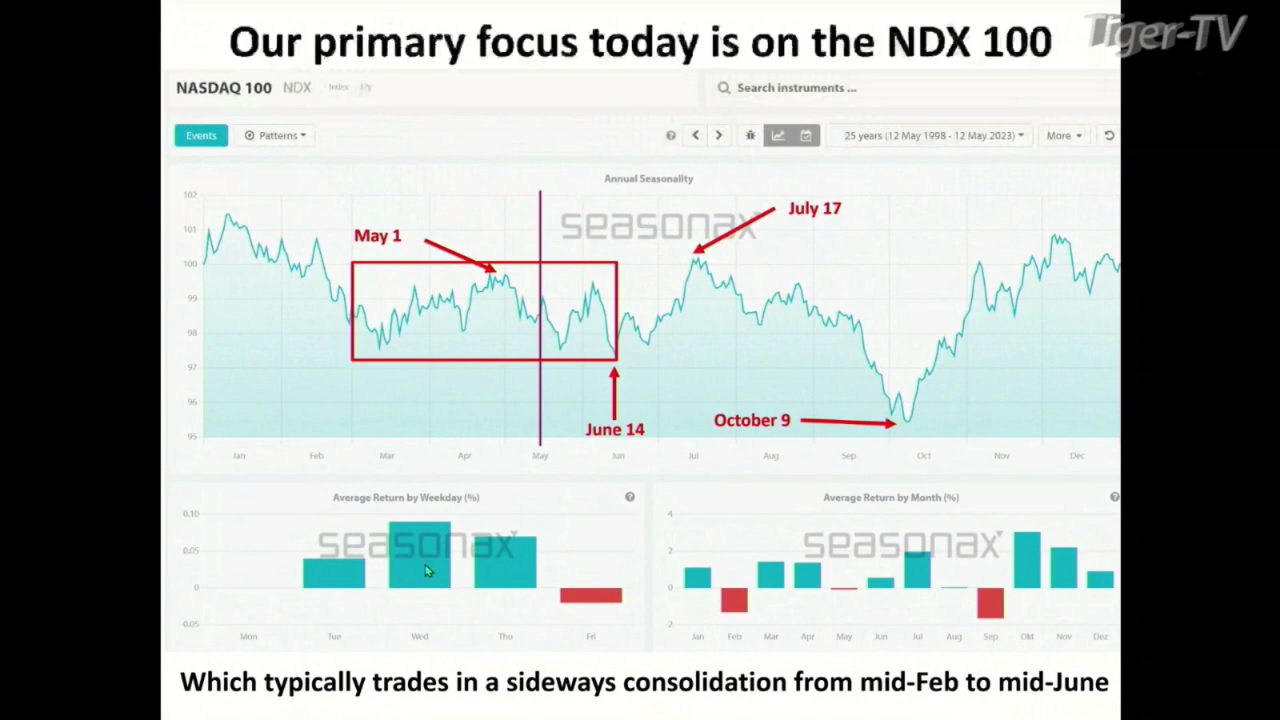 Our primary focus today is on the NDX 100
Tiger-TV
NASDAQ 100 NDX Index
Search instruments ...
Events Patterns
25 years (12 May 1998 - 12 May 2023) More
Annual Seasonality
102
101
100
99
98
97
96
95
seasonax
May 1
July 17
June 14
October 9
Jan Feb Mar Apr May Jun Jul Aug Sep Oct Nov Dec
Average Return by Weekday (%)
0.10
0.05
0
-0.05
seasonax
Mon Tue Wed Thu Fri
Average Return by Month (%)
4
2
0
-2
seasonax
Jan Feb Mar Apr May Jun Jul Aug Sep Okt Nov Dez
Which typically trades in a sideways consolidation from mid-Feb to mid-June